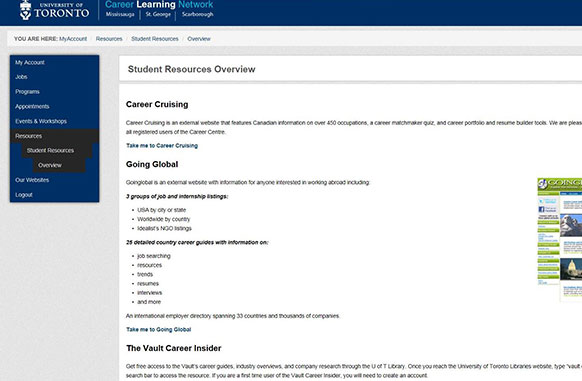 UNIVERSITY OF
TORONTO
Career Learning Network
Mississauga | St. George | Scarborough
YOU ARE HERE: MyAccount / Resources / Student Resources / Overview
My Account
Jobs
Programs
Appointments
Events & Workshops
Resources
Student Resources
Overview
Our Websites
Logout
Student Resources Overview
Career Cruising
Career Cruising is an external website that features Canadian information on over 450 occupations, a career matchmaker quiz, and career portfolio and resume builder tools. We are pleas
all registered users of the Career Centre.
Take me to Career Cruising
Going Global
Goinglobal is an external website with information for anyone interested in working abroad including:
3 groups of job and internship listings:
• USA by city or state
• Worldwide by country
• Idealist's NGO listings
26 detailed country career guides with information on:
• job searching
• resources
• trends
• resumes
• interviews
• and more
An international employer directory spanning 33 countries and thousands of companies.
Take me to Going Global
The Vault Career Insider
Get free access to the Vault's career guides, industry overviews, and company research through the U of T Library. Once you reach the University of Toronto Libraries website, type "vault
search bar to access the resource. If you are a first time user of the Vault Career Insider, you will need to create an account.